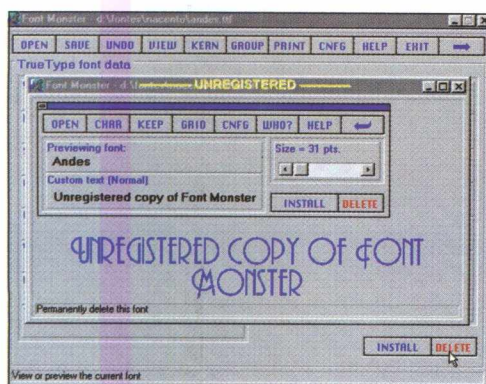 Font Monster - d:\fontes\nacento\andes.ttf
OPEN SAVE UNDO VIEW KERN GROUP PRINT CNFG HELP EXIT
TrueType font data
Font Monster - d:\fontes\andes UNREGISTERED
OPEN CHAR KEEP GRID CNFG WHO? HELP
Previewing font:
Andes
Size = 31 pts.
Custom text (Normal)
Unregistered copy of Font Monster
INSTALL DELETE
UNREGISTERED COPY OF FONT
MONSTER
Permanently delete this font
INSTALL DELETE
View or preview the current font